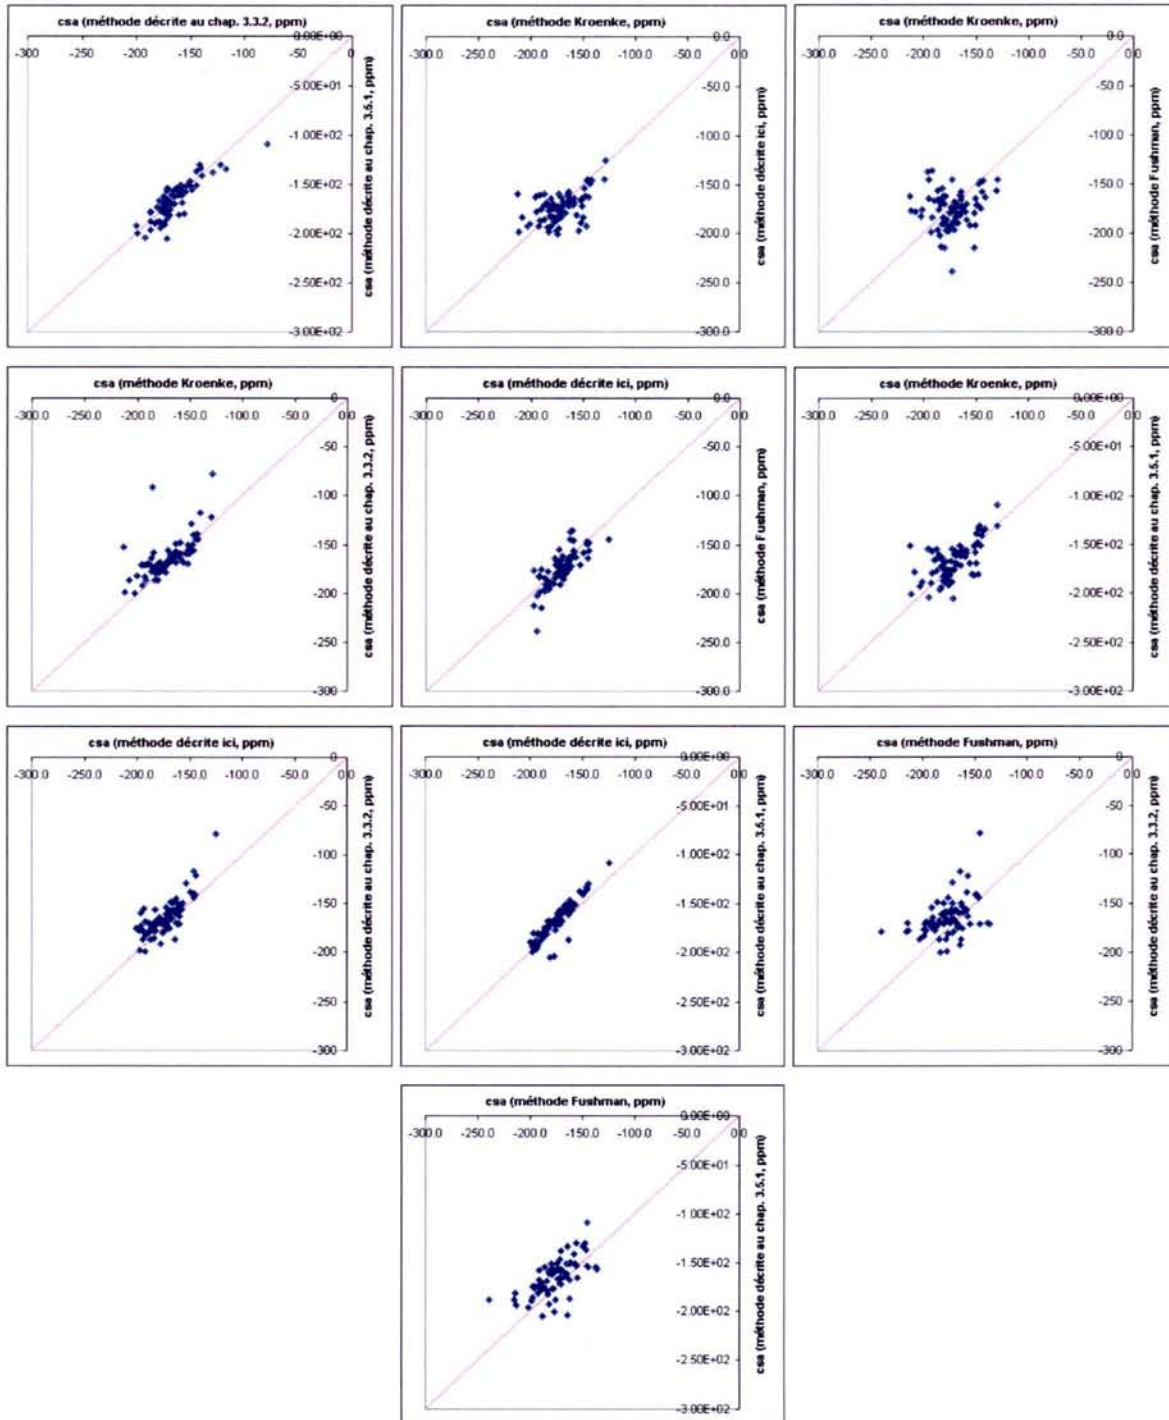 csa (méthode décrite au chap. 3.3.2, ppm)
-300 -250 -200 -150 -100 -50 0
0.00E+00
-5.00E+01
-1.00E+02
-1.50E+02
-2.00E+02
-2.50E+02
-3.00E+02
csa (méthode décrite au chap. 3.5.1, ppm)
csa (méthode Kroenke, ppm)
-300.0 -250.0 -200.0 -150.0 -100.0 -50.0 0.0
0.0
-50.0
-100.0
-150.0
-200.0
-250.0
-300.0
csa (méthode décrite ici, ppm)
csa (méthode Kroenke, ppm)
-300.0 -250.0 -200.0 -150.0 -100.0 -50.0 0.0
0.0
-50.0
-100.0
-150.0
-200.0
-250.0
-300.0
csa (méthode Fushman, ppm)
csa (méthode Kroenke, ppm)
-300.0 -250.0 -200.0 -150.0 -100.0 -50.0 0.0
0
-50
-100
-150
-200
-250
-300
csa (méthode décrite au chap. 3.3.2, ppm)
csa (méthode décrite ici, ppm)
-300.0 -250.0 -200.0 -150.0 -100.0 -50.0 0.0
0.0
-50.0
-100.0
-150.0
-200.0
-250.0
-300.0
csa (méthode Fushman, ppm)
csa (méthode Kroenke, ppm)
-300.0 -250.0 -200.0 -150.0 -100.0 -50.0 0.0
0.00E+00
-5.00E+01
-1.00E+02
-1.50E+02
-2.00E+02
-2.50E+02
-3.00E+02
csa (méthode décrite au chap. 3.5.1, ppm)
csa (méthode décrite ici, ppm)
-300.0 -250.0 -200.0 -150.0 -100.0 -50.0 0.0
0
-50
-100
-150
-200
-250
-300
csa (méthode décrite au chap. 3.3.2, ppm)
csa (méthode décrite ici, ppm)
-300.0 -250.0 -200.0 -150.0 -100.0 -50.0 0.0
0.00E+00
-5.00E+01
-1.00E+02
-1.50E+02
-2.00E+02
-2.50E+02
-3.00E+02
csa (méthode décrite au chap. 3.5.1, ppm)
csa (méthode Fushman, ppm)
-300.0 -250.0 -200.0 -150.0 -100.0 -50.0 0.0
0
-50
-100
-150
-200
-250
-300
csa (méthode décrite au chap. 3.3.2, ppm)
csa (méthode Fushman, ppm)
-300.0 -250.0 -200.0 -150.0 -100.0 -50.0 0.0
0.00E+00
-5.00E+01
-1.00E+02
-1.50E+02
-2.00E+02
-2.50E+02
-3.00E+02
csa (méthode décrite au chap. 3.5.1, ppm)